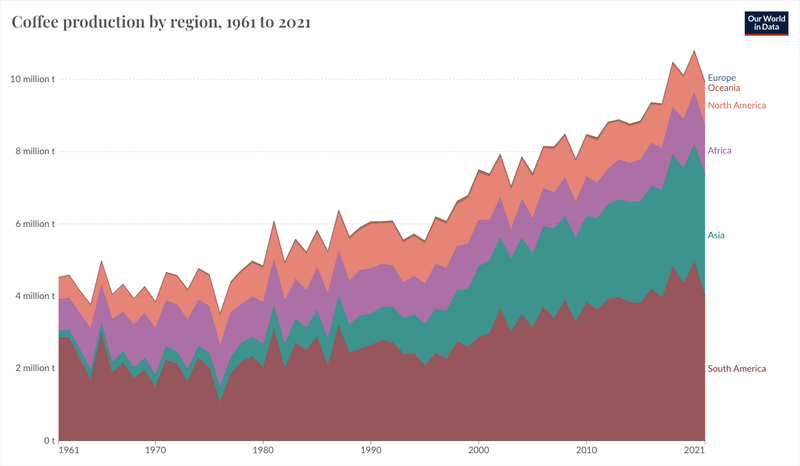 Coffee production by region, 1961 to 2021
Our World
in Data
10 million t
8 million t
6 million t
4 million t
2 million t
0 t
Europe
Oceania
North America
Africa
Asia
South America
1961
1970
1980
1990
2000
2010
2021